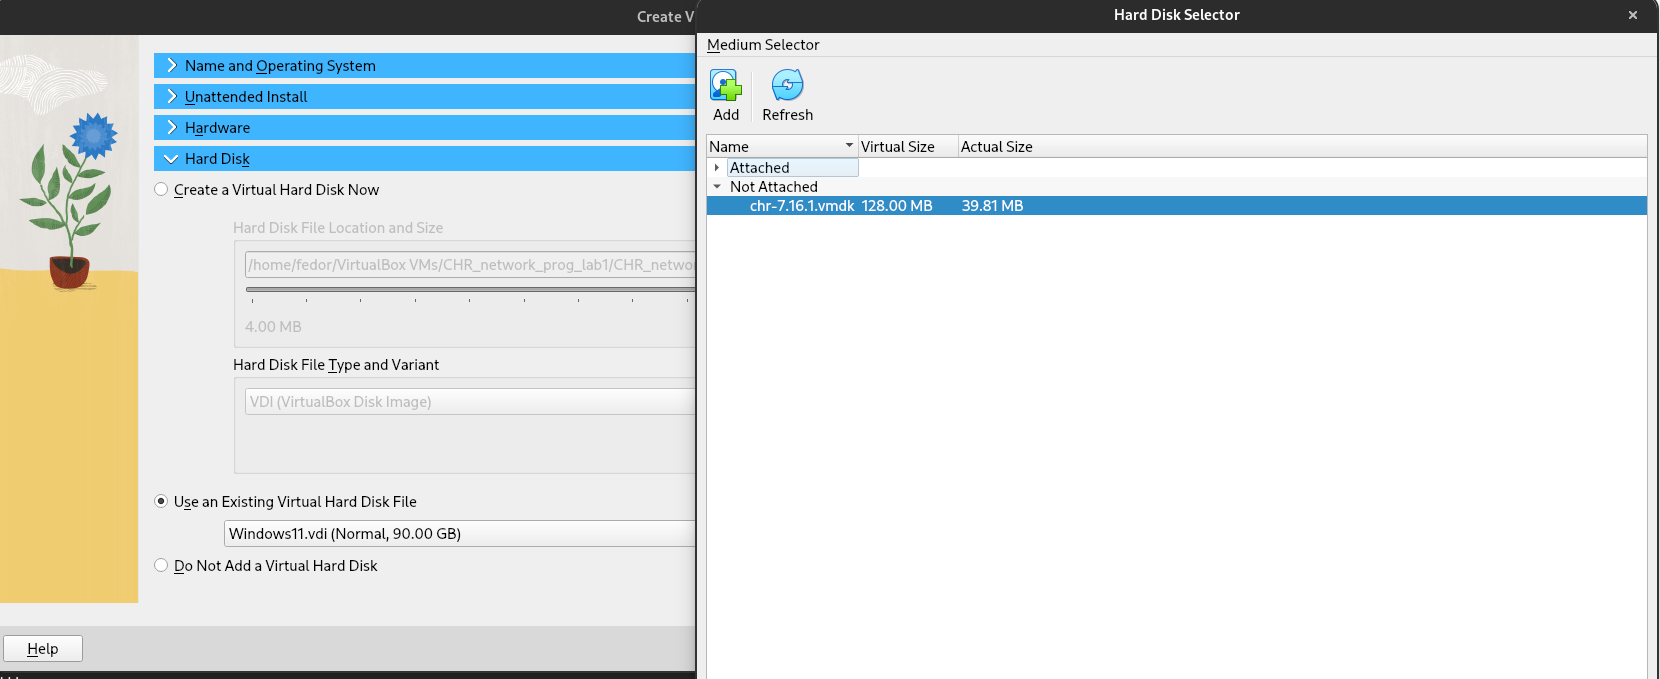 Create V
Name and Operating System
Unattended Install
Hardware
Hard Disk
Create a Virtual Hard Disk Now
Hard Disk File Location and Size
/home/fedor/VirtualBox VMs/CHR_network_prog_lab1/CHR_netwo
4.00 MB
Hard Disk File Type and Variant
VDI (VirtualBox Disk Image)
Use an Existing Virtual Hard Disk File
Windows11.vdi (Normal, 90.00 GB)
Do Not Add a Virtual Hard Disk
Help
Hard Disk Selector
Medium Selector
Add Refresh
Name Virtual Size Actual Size
Attached
Not Attached
chr-7.16.1.vmdk 128.00 MB 39.81 MB